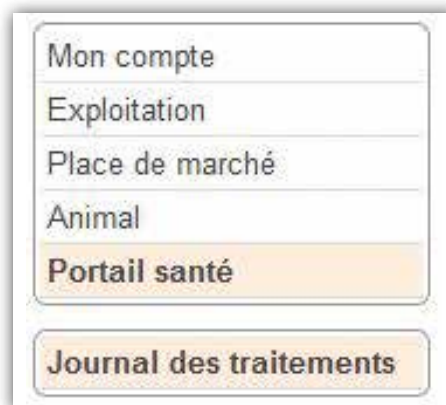 Mon compte
Exploitation
Place de marché
Animal
Portail santé
Journal des traitements